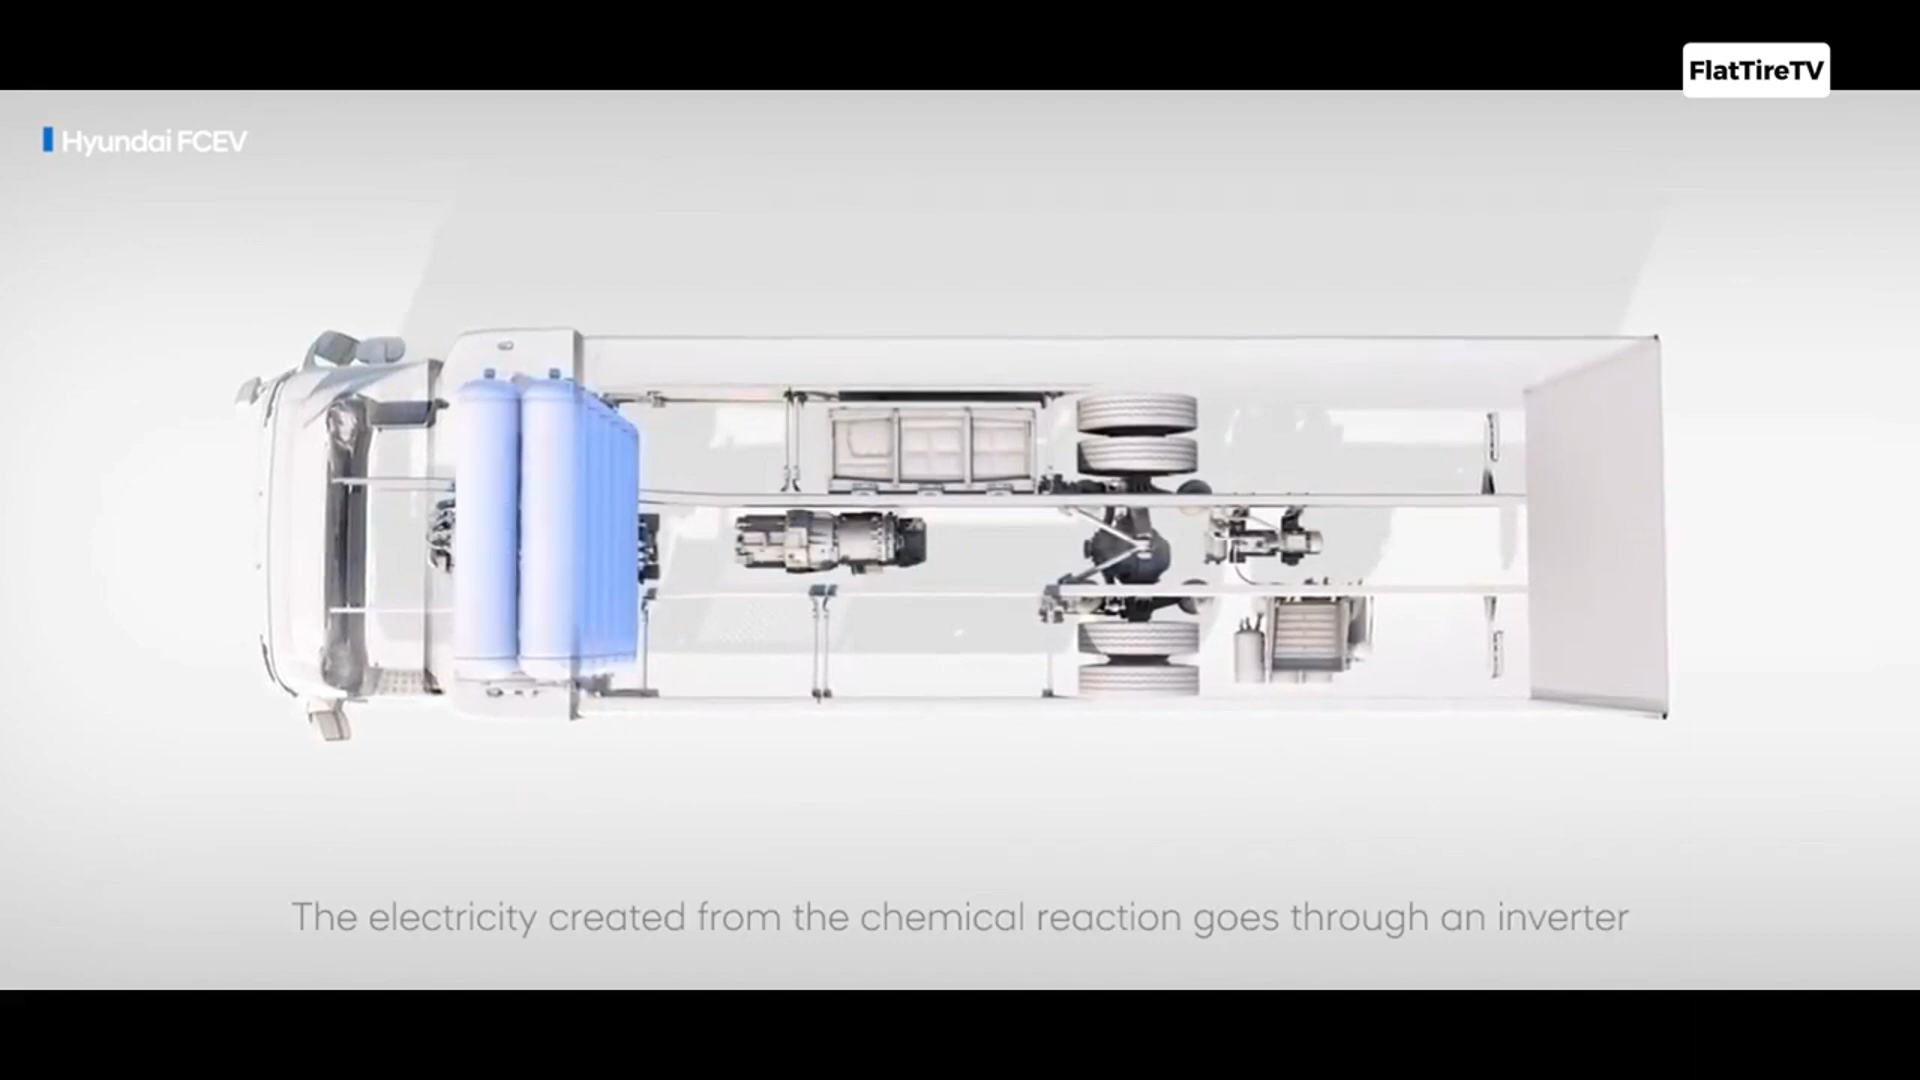 FlatTireTV
Hyundai FCEV
The electricity created from the chemical reaction goes through an inverter